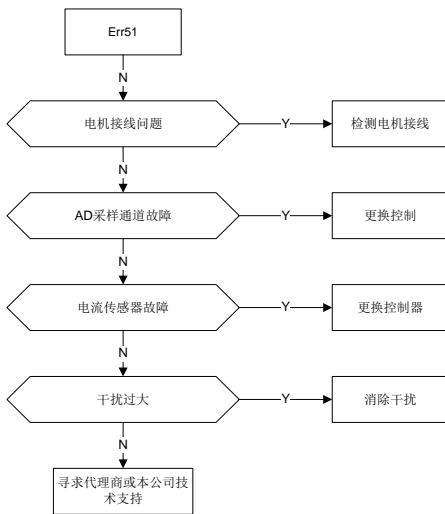 Err51
N
电机接线问题
Y
检测电机接线
N
AD采样通道故障
Y
更换控制
N
电流传感器故障
Y
更换控制器
N
干扰过大
Y
消除干扰
N
寻求代理商或本公司技
术支持